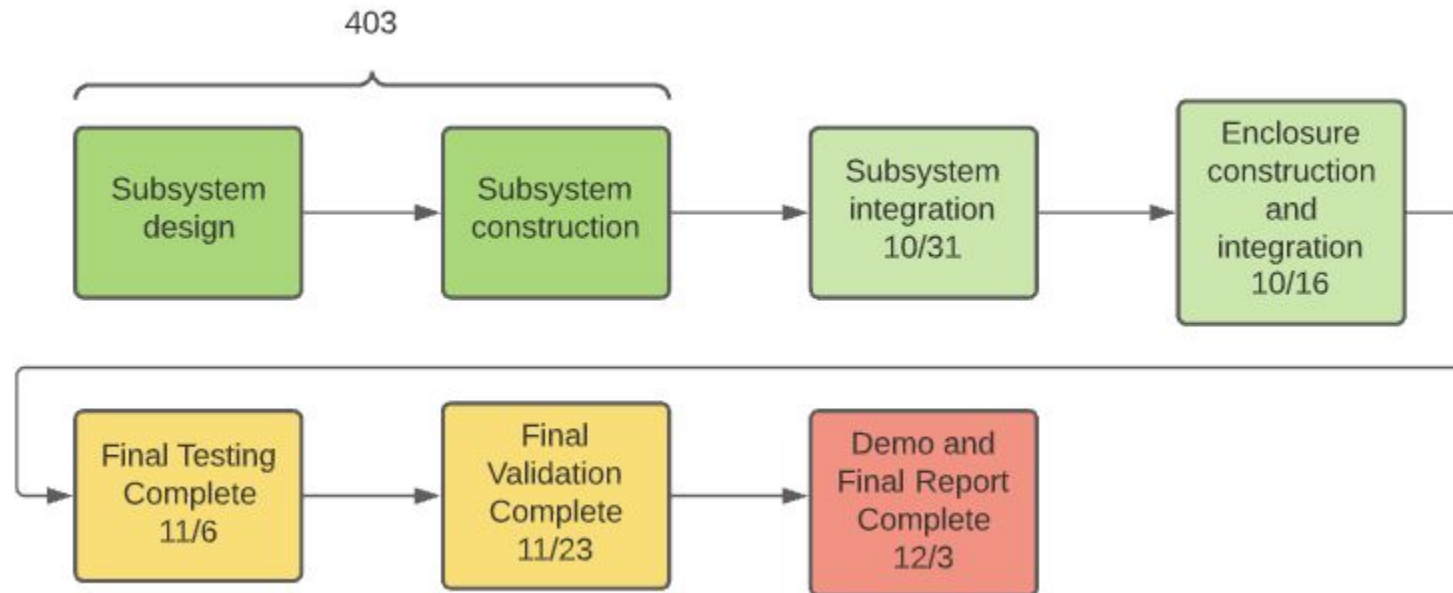 403
Subsystem
design
Subsystem
construction
Subsystem
integration
10/31
Enclosure
construction
and
integration
10/16
Final Testing
Complete
11/6
Final
Validation
Complete
11/23
Demo and
Final Report
Complete
12/3